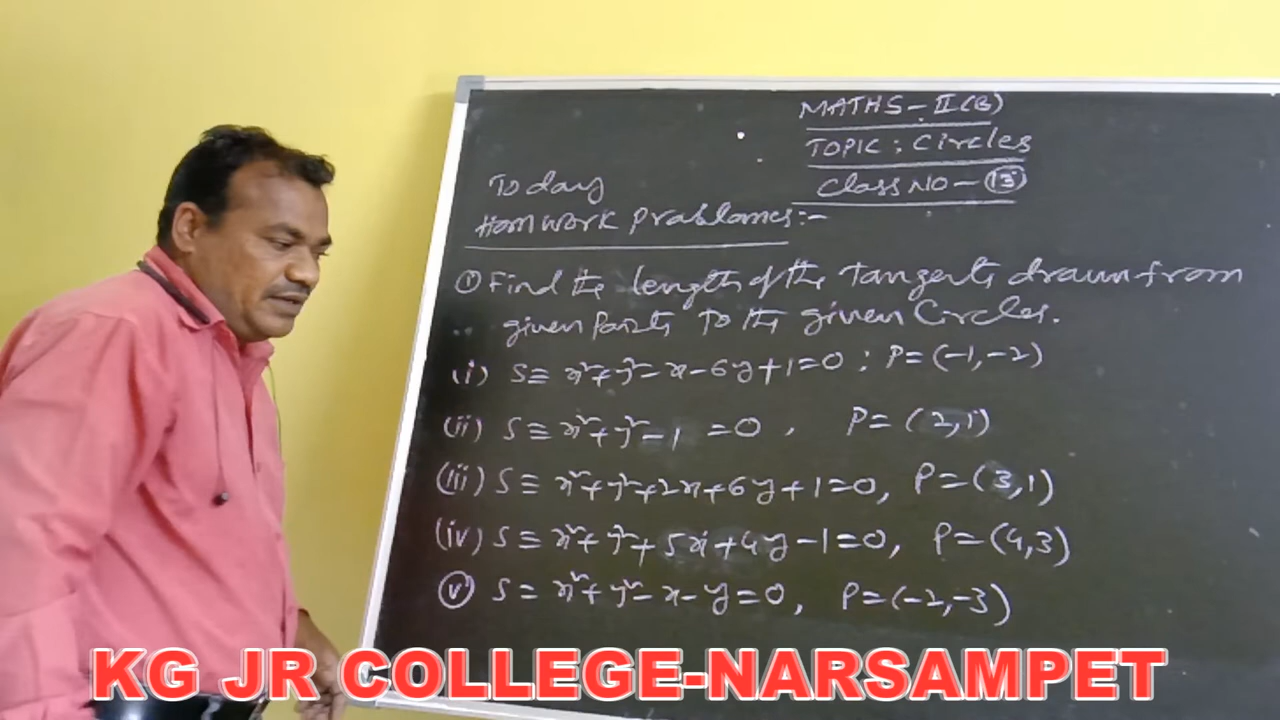 MATHS-II(B)
TOPIC: Circles
Class NO-13
Today
Homwork Prablames:-
① Find the length of the Tangents drawn from
given Points To the given Circles.
(i) S≡ x²+y²-x-6y+1=0 : P=(-1,-2)
(ii) S≡ x²+y²-1 =0 , P=(2,1)
(iii) S≡ x²+y²+2x+6y+1=0, P=(3,1)
(iv) S≡ x²+y²+5x+4y-1=0, P=(4,3)
(v) S= x²+y²-x-y=0, P=(-2,-3)
KG JR COLLEGE-NARSAMPET